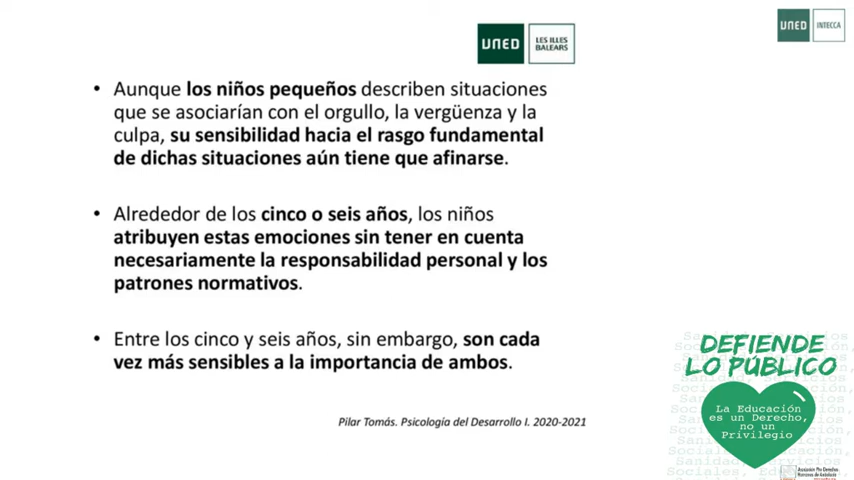 UNED
LES ILLES
BALEARS
UNED
INTECCA
• Aunque los niños pequeños describen situaciones
que se asociarían con el orgullo, la vergüenza y la
culpa, su sensibilidad hacia el rasgo fundamental
de dichas situaciones aún tiene que afinarse.
• Alrededor de los cinco o seis años, los niños
atribuyen estas emociones sin tener en cuenta
necesariamente la responsabilidad personal y los
patrones normativos.
• Entre los cinco y seis años, sin embargo, son cada
vez más sensibles a la importancia de ambos.
Pilar Tomás. Psicología del Desarrollo I. 2020-2021
DEFIENDE
LO PÚBLICO
La Educación
es un Derecho,
no un
Privilegio